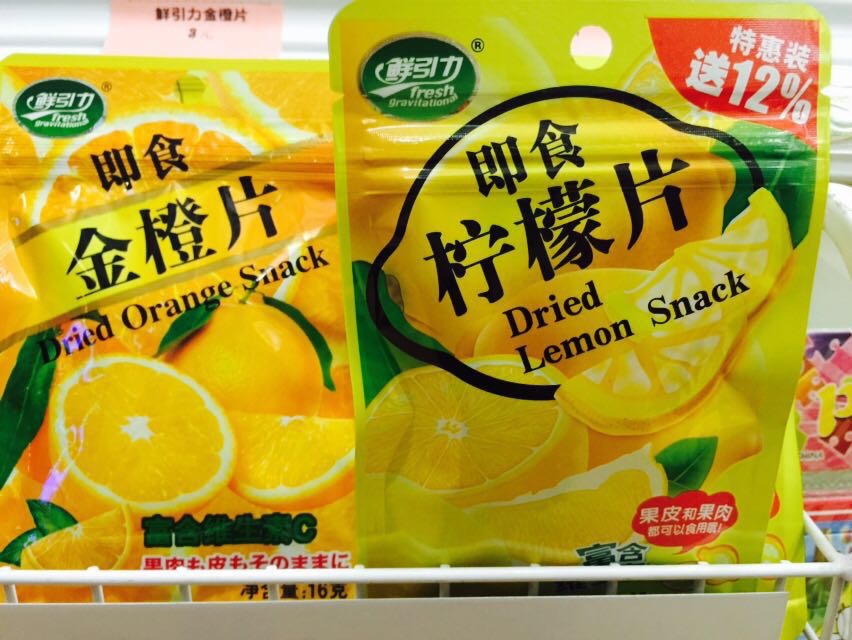 鲜引力金橙片
3
鲜引力
fresh
gravitational
即食
金橙片
Dried Orange Snack
富含维生素C
果肉も皮もそのままに
净含量:16克
鲜引力®
fresh
gravitational
特惠装
送12%
即食
柠檬片
Dried
Lemon Snack
果皮和果肉
都可以食用哦!
富含